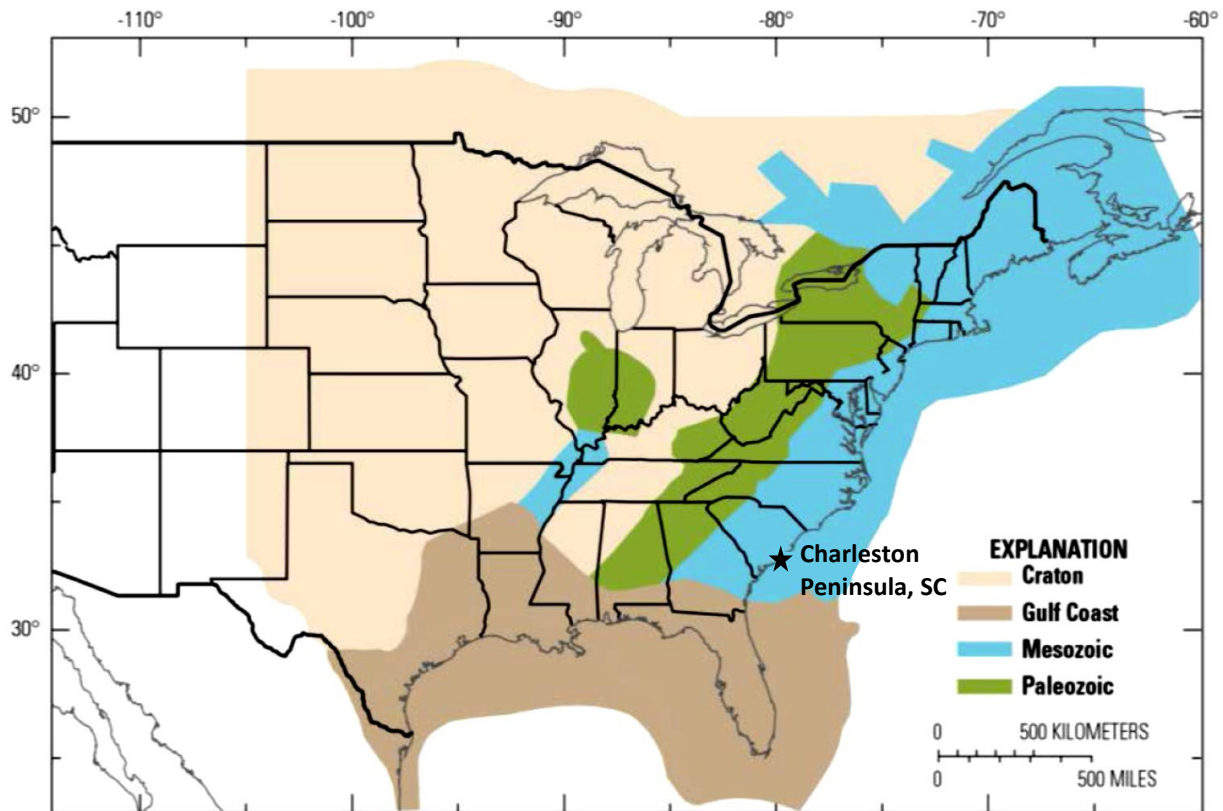 -110°
-100°
-90°
-80°
-70°
-60°
50°
40°
30°
Charleston
Peninsula, SC
EXPLANATION
Craton
Gulf Coast
Mesozoic
Paleozoic
0 500 KILOMETERS
0 500 MILES